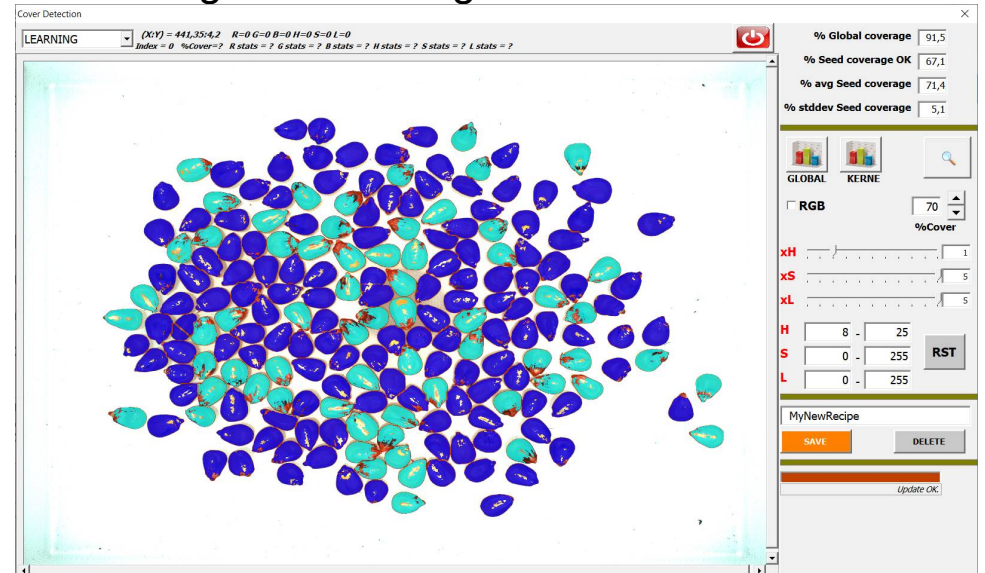 Cover Detection
LEARNING
(X:Y) = 441,35:4,2 R=0 G=0 B=0 H=0 S=0 L=0
Index = 0 %Cover=? R stats = ? G stats = ? B stats = ? H stats = ? S stats = ? L stats = ?
% Global coverage 91,5
% Seed coverage OK 67,1
% avg Seed coverage 71,4
% stddev Seed coverage 5,1
GLOBAL KERNE
RGB 70
%Cover
xH 1
xS 5
xL 5
H 8 - 25
S 0 - 255
RST
L 0 - 255
MyNewRecipe
SAVE DELETE
Update OK.